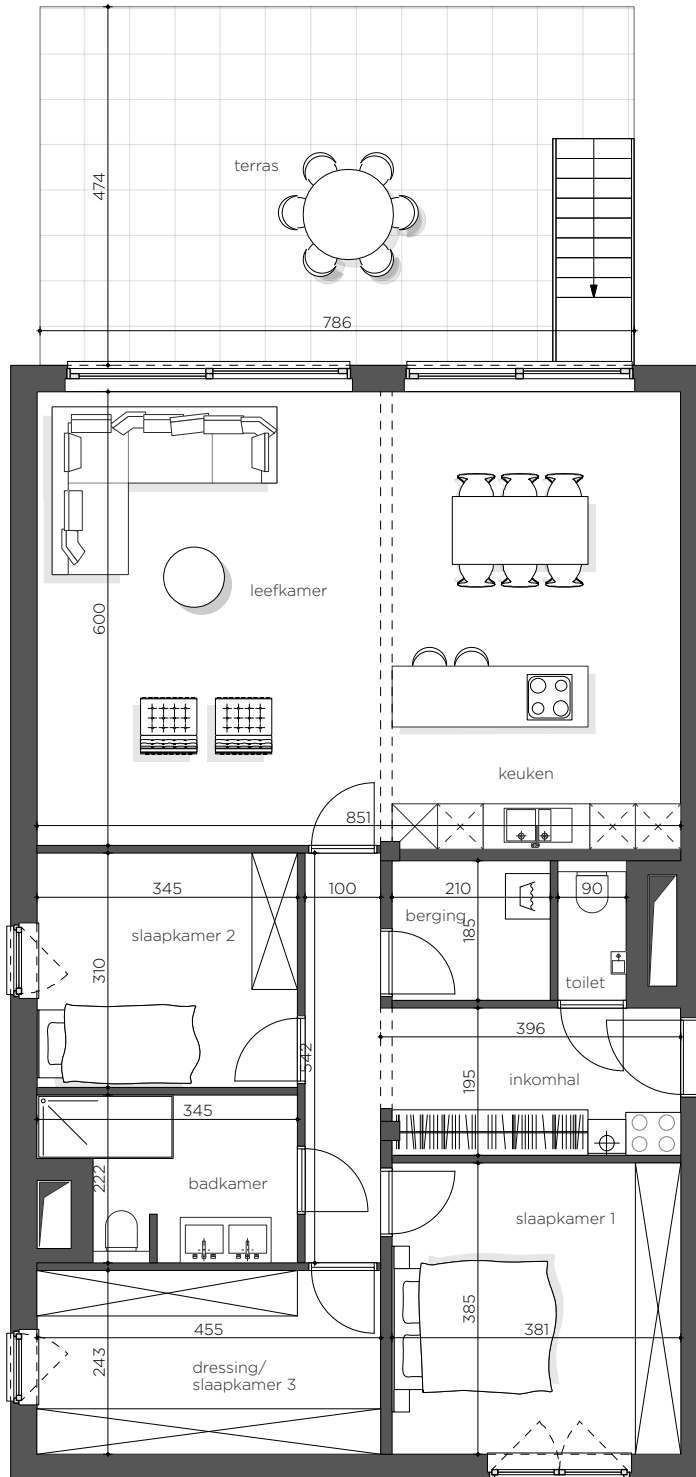 terras
474
786
leefkamer
600
keuken
851
345
100
210
90
berging
185
slaapkamer 2
310
toilet
542
396
inkomhal
195
345
222
badkamer
slaapkamer 1
385
455
381
243
dressing/
slaapkamer 3